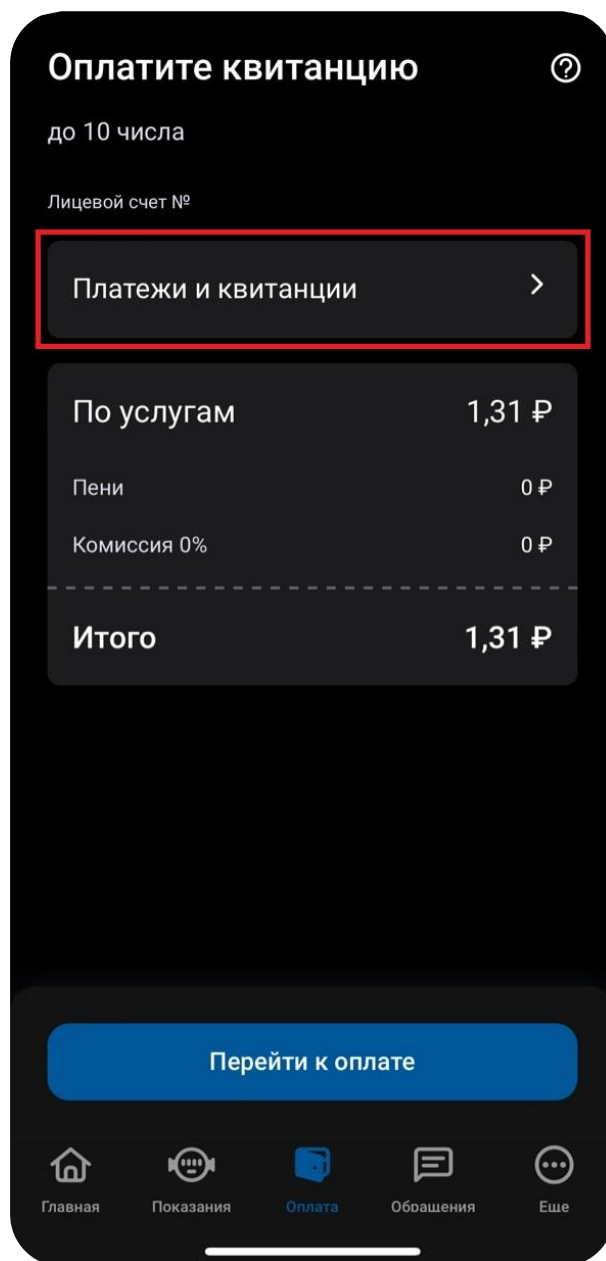 Оплатите квитанцию
до 10 числа
Лицевой счет №
Платежи и квитанции
По услугам 1,31 ₽
Пени 0 ₽
Комиссия 0% 0 ₽
Итого 1,31 ₽
Перейти к оплате
Главная Показания Оплата Обращения Еще